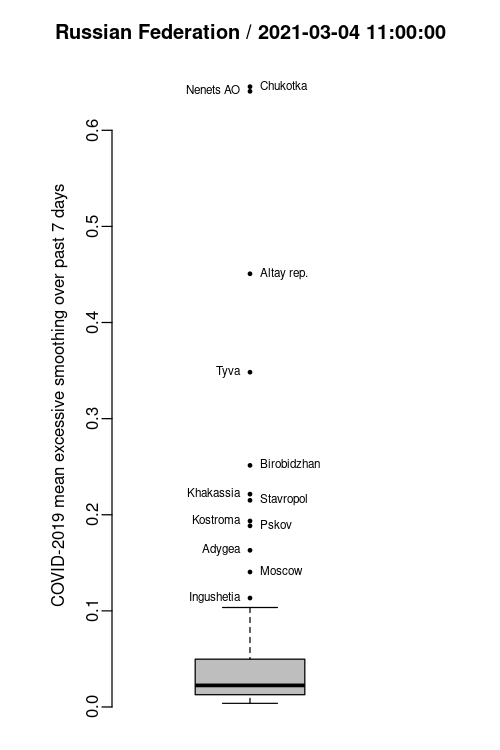 Russian Federation / 2021-03-04 11:00:00
COVID-2019 mean excessive smoothing over past 7 days
0.6
0.5
0.4
0.3
0.2
0.1
0.0
Chukotka
Nenets AO
Altay rep.
Tyva
Birobidzhan
Khakassia
Stavropol
Kostroma
Pskov
Adygea
Moscow
Ingushetia